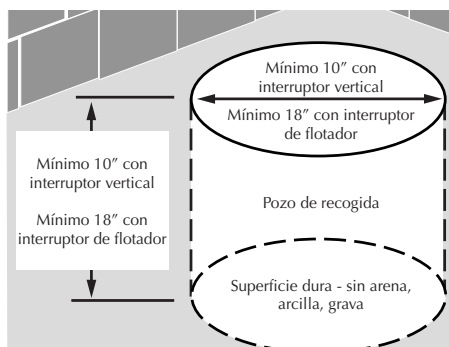 Mínimo 10” con
interruptor vertical
Mínimo 18” con interruptor
de flotador
Mínimo 10” con
interruptor vertical
Mínimo 18” con
interruptor de flotador
Pozo de recogida
Superficie dura - sin arena,
arcilla, grava